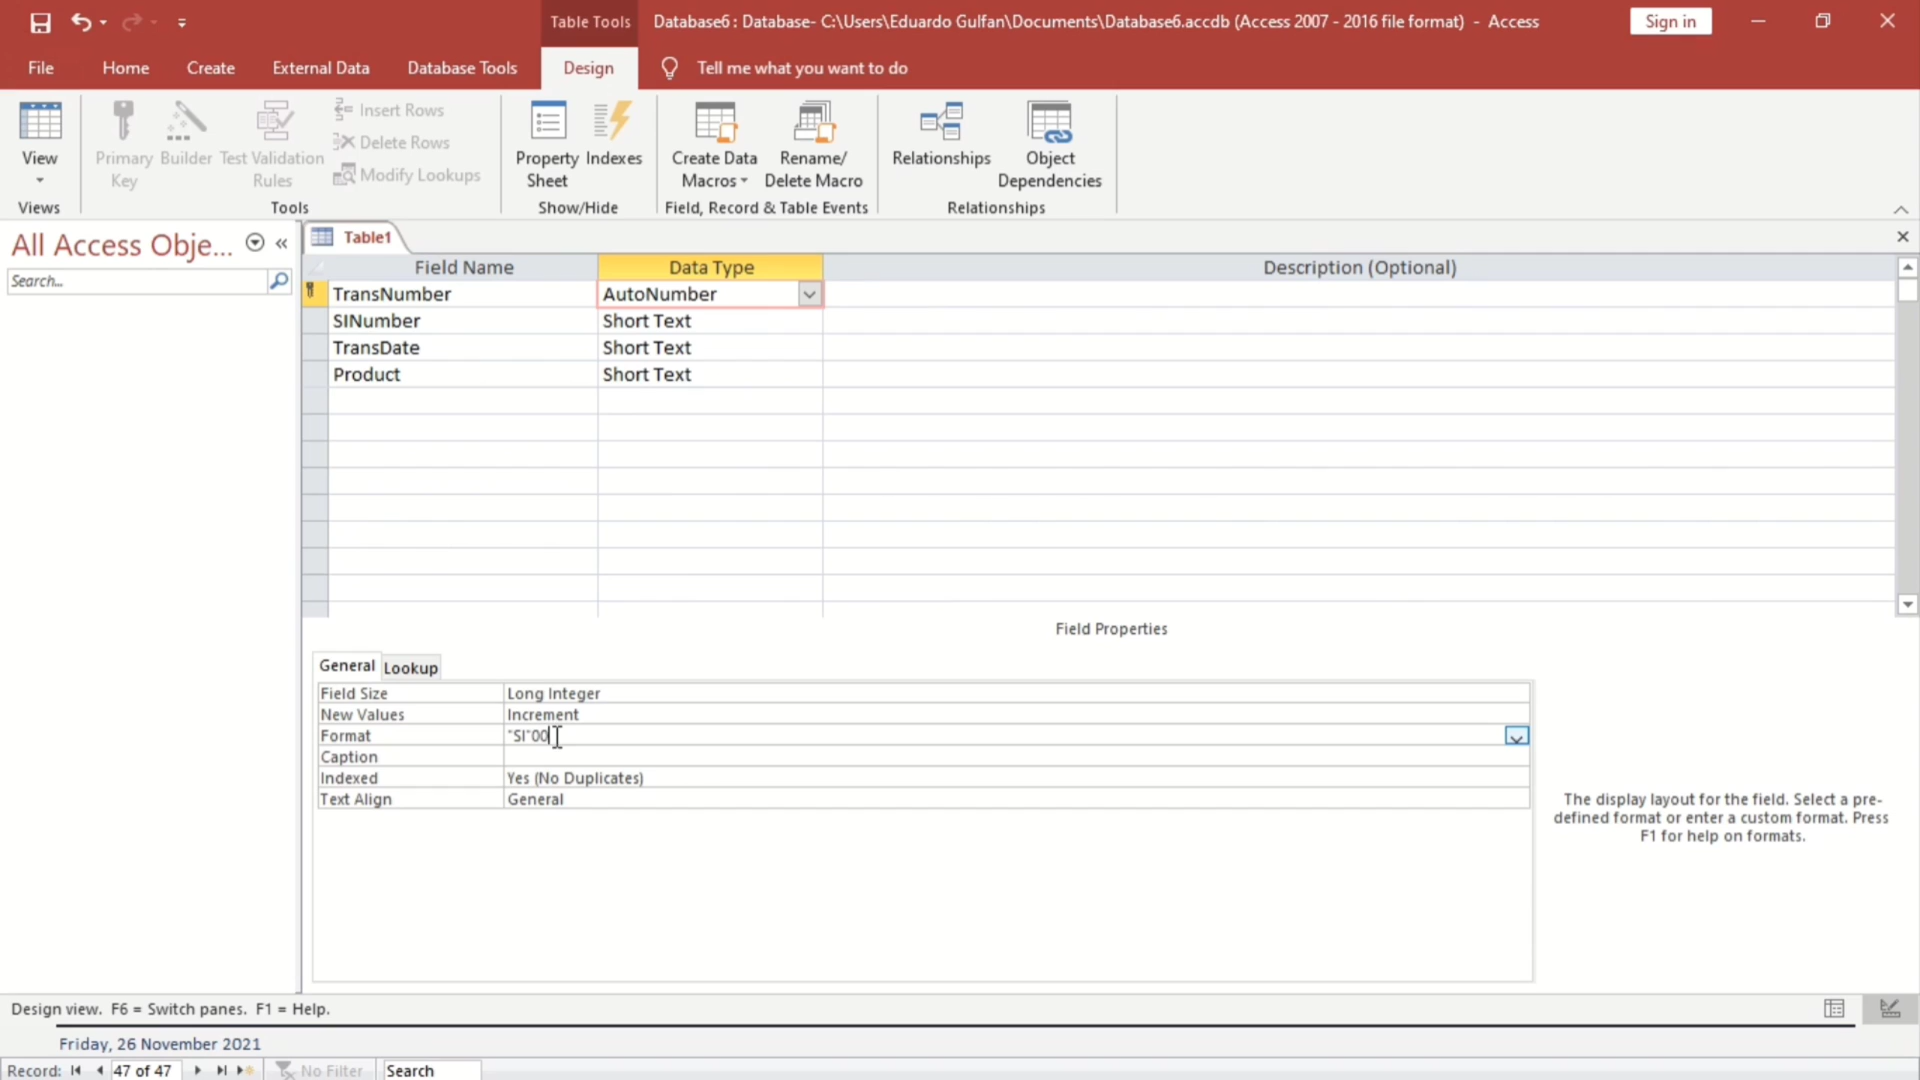 Table Tools Database6 : Database- C:\Users\Eduardo Gulfan\Documents\Database6.accdb (Access 2007 - 2016 file format) - Access Sign in
File Home Create External Data Database Tools Design Tell me what you want to do
View
Primary Key
Builder
Test Validation Rules
Insert Rows
Delete Rows
Modify Lookups
Property Sheet
Indexes
Create Data Macros
Rename/ Delete Macro
Relationships
Object Dependencies
Views Tools Show/Hide Field, Record & Table Events Relationships
All Access Obje...
Search...
Table1
Field Name Data Type Description (Optional)
TransNumber AutoNumber
SINumber Short Text
TransDate Short Text
Product Short Text
Field Properties
General Lookup
Field Size Long Integer
New Values Increment
Format "SI"00
Caption
Indexed Yes (No Duplicates)
Text Align General
The display layout for the field. Select a pre-
defined format or enter a custom format. Press
F1 for help on formats.
Design view. F6 = Switch panes. F1 = Help.
Friday, 26 November 2021
Record: 47 of 47 No Filter Search